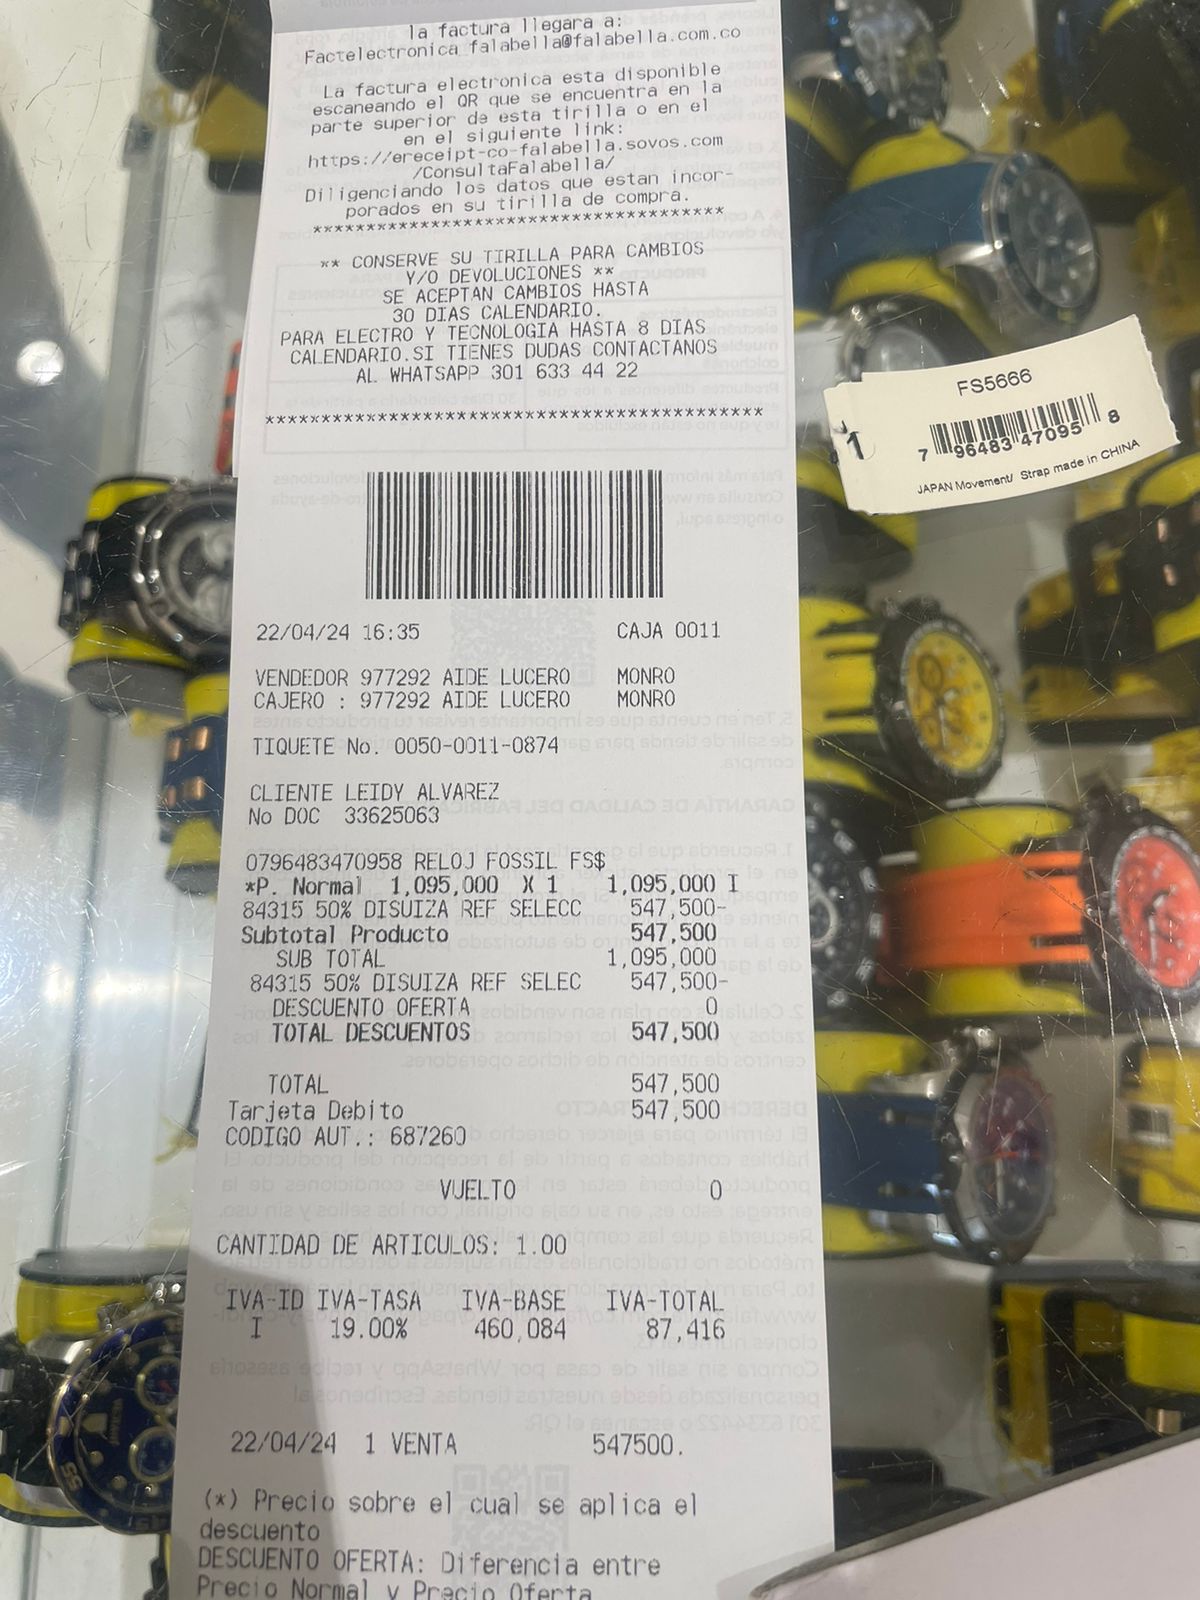 la factura llegara a:
Factelectronica falabella@falabella.com.co
La factura electronica esta disponible
escaneando el QR que se encuentra en la
parte superior de esta tirilla o en el
en el siguiente link:
https://ereceipt-co-falabella.sovos.com
/ConsultaFalabella/
Diligenciando los datos que estan incor-
porados en su tirilla de compra.
****************************************
** CONSERVE SU TIRILLA PARA CAMBIOS
Y/O DEVOLUCIONES **
SE ACEPTAN CAMBIOS HASTA
30 DIAS CALENDARIO.
PARA ELECTRO Y TECNOLOGIA HASTA 8 DIAS
CALENDARIO.SI TIENES DUDAS CONTACTANOS
AL WHATSAPP 301 633 44 22
************************************************
22/04/24 16:35 CAJA 0011
VENDEDOR 977292 AIDE LUCERO MONRO
CAJERO : 977292 AIDE LUCERO MONRO
TIQUETE No. 0050-0011-0874
CLIENTE LEIDY ALVAREZ
No DOC 33625063
0796483470958 RELOJ FOSSIL FS$
*P. Normal 1,095,000 X 1 1,095,000 I
84315 50% DISUIZA REF SELECC 547,500-
Subtotal Producto 547,500
SUB TOTAL 1,095,000
84315 50% DISUIZA REF SELEC 547,500-
DESCUENTO OFERTA 0
TOTAL DESCUENTOS 547,500
TOTAL 547,500
Tarjeta Debito 547,500
CODIGO AUT.: 687260
VUELTO 0
CANTIDAD DE ARTICULOS: 1.00
IVA-ID IVA-TASA IVA-BASE IVA-TOTAL
I 19.00% 460,084 87,416
22/04/24 1 VENTA 547500.
(*) Precio sobre el cual se aplica el
descuento
DESCUENTO OFERTA: Diferencia entre
Precio Normal y Precio Oferta
FS5666
7 96483 47095 8
JAPAN Movement/ Strap made in CHINA